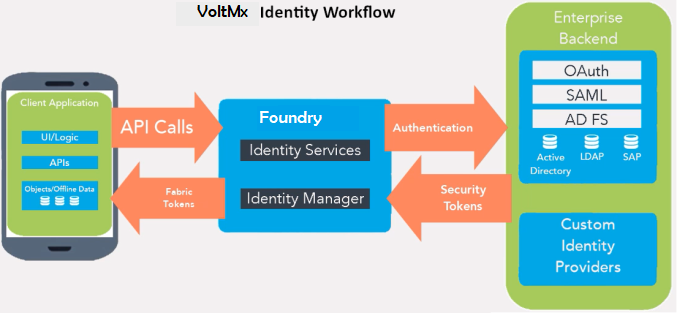 VoltMx Identity Workflow
Client Application
UI/Logic
APIs
Objects/Offline Data
API Calls
Fabric
Tokens
Foundry
Identity Services
Identity Manager
Authentication
Security
Tokens
Enterprise
Backend
OAuth
SAML
AD FS
Active
Directory
LDAP
SAP
Custom
Identity
Providers